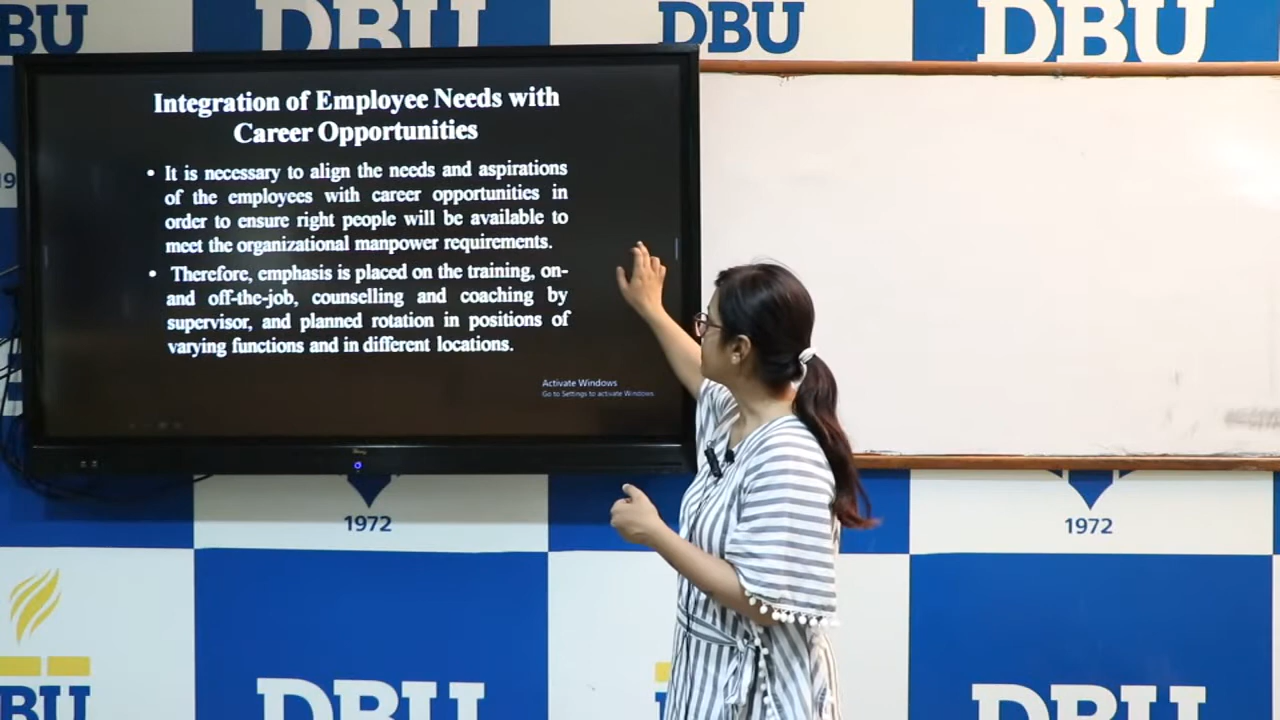 DBU
DBU
DBU
DBU
Integration of Employee Needs with
Career Opportunities
• It is necessary to align the needs and aspirations
of the employees with career opportunities in
order to ensure right people will be available to
meet the organizational manpower requirements.
• Therefore, emphasis is placed on the training, on-
and off-the-job, counselling and coaching by
supervisor, and planned rotation in positions of
varying functions and in different locations.
Activate Windows
Go to Settings to activate Windows.
19
1972
1972
DBU
DBU
DBU